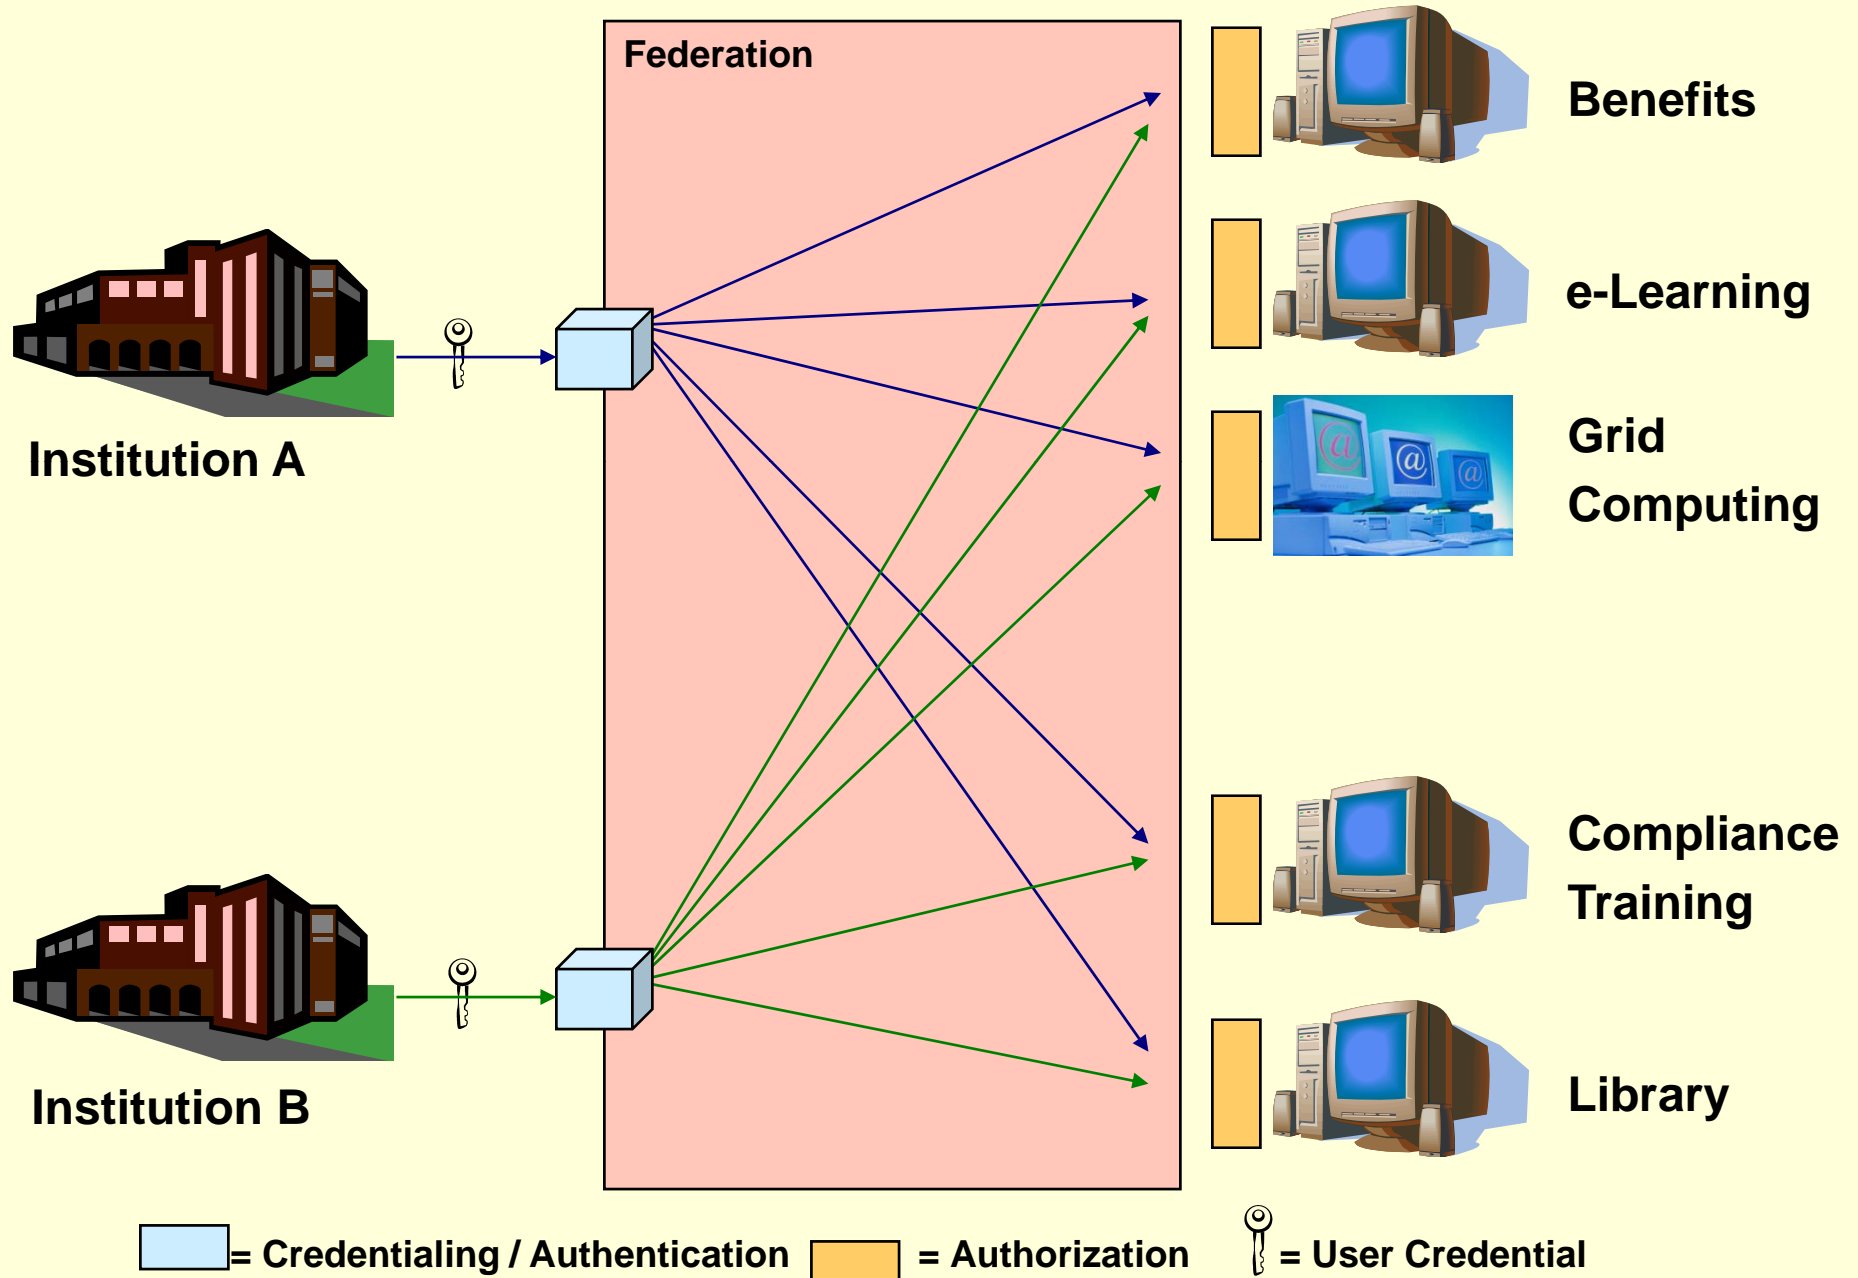 Federation
Benefits
e-Learning
Grid
Computing
Institution A
Compliance
Training
Institution B
Library
= Credentialing / Authentication
= Authorization
= User Credential
@
@
@